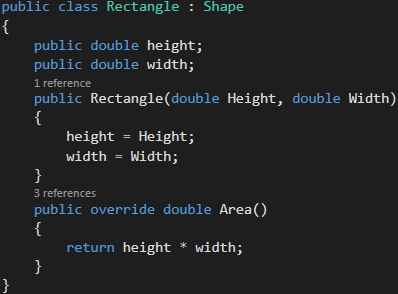 public class Rectangle : Shape
{
    public double height;
    public double width;
    1 reference
    public Rectangle(double Height, double Width)
    {
        height = Height;
        width = Width;
    }
    3 references
    public override double Area()
    {
        return height * width;
    }
}